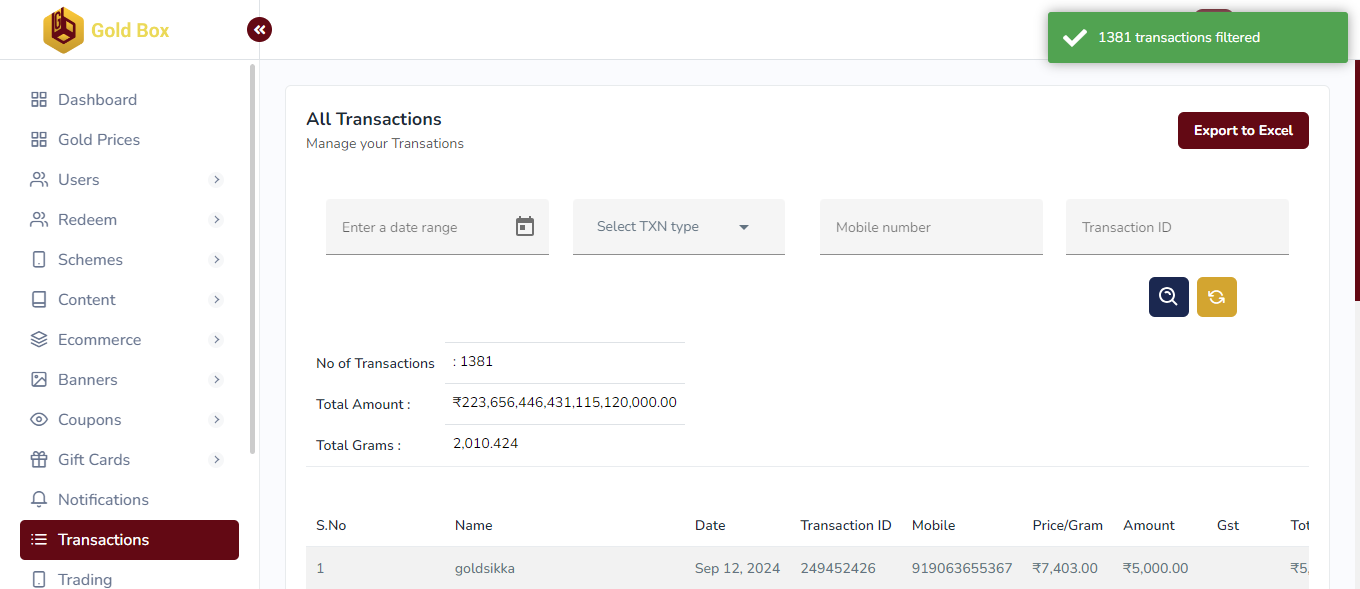 Gold Box
1381 transactions filtered
Dashboard
Gold Prices
Users
Redeem
Schemes
Content
Ecommerce
Banners
Coupons
Gift Cards
Notifications
Transactions
Trading
All Transactions
Manage your Transations
Export to Excel
Enter a date range
Select TXN type
Mobile number
Transaction ID
No of Transactions : 1381
Total Amount : ₹223,656,446,431,115,120,000.00
Total Grams : 2,010.424
S.No Name Date Transaction ID Mobile Price/Gram Amount Gst Tot
1 goldsikka Sep 12, 2024 249452426 919063655367 ₹7,403.00 ₹5,000.00 ₹5,